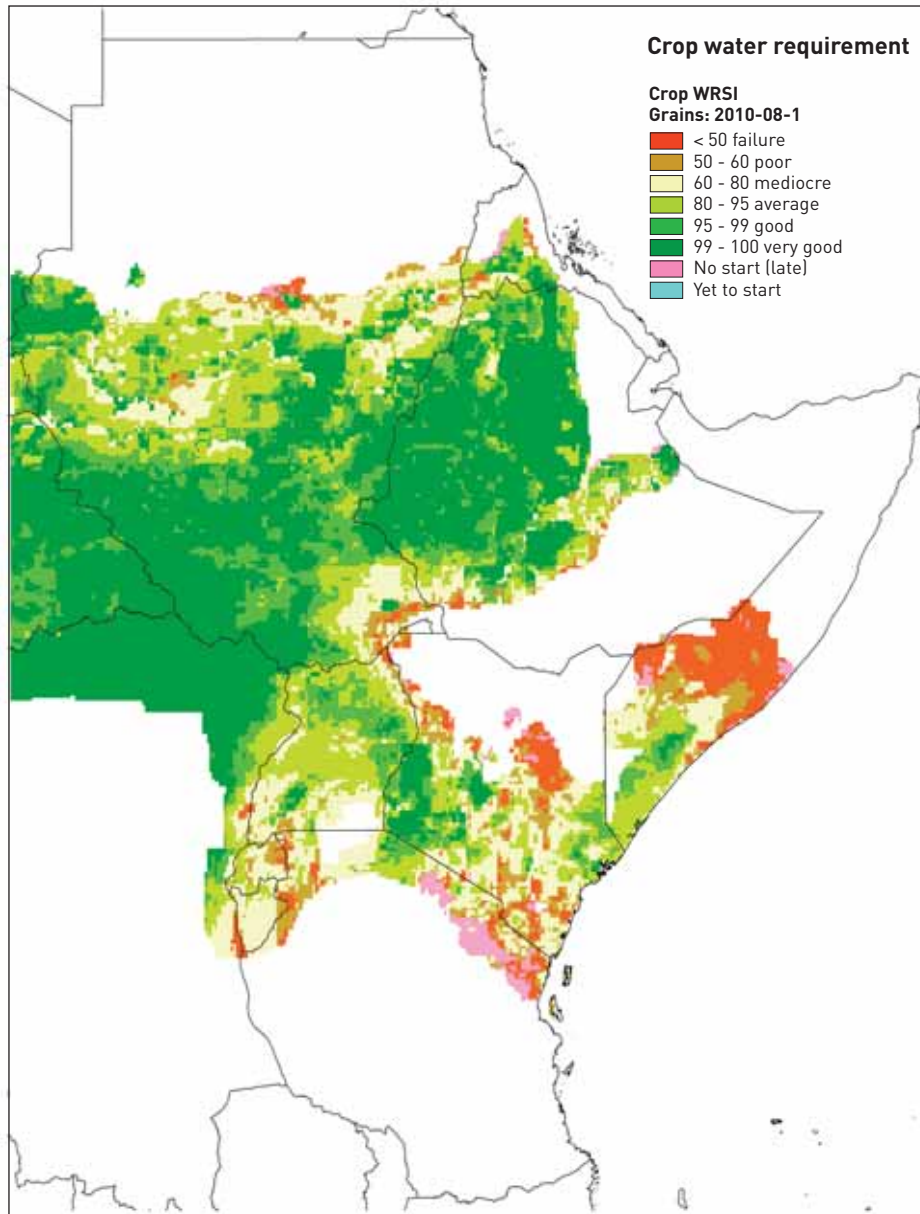 Crop water requirement
Crop WRSI
Grains: 2010-08-1
< 50 failure
50 - 60 poor
60 - 80 mediocre
80 - 95 average
95 - 99 good
99 - 100 very good
No start (late)
Yet to start